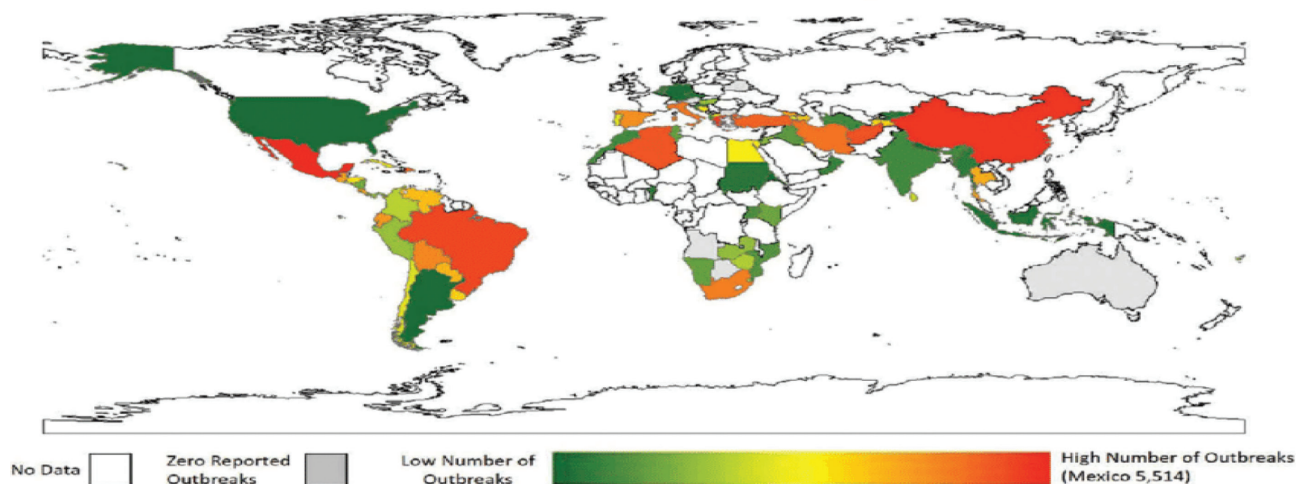 No Data
Zero Reported
Outbreaks
Low Number of
Outbreaks
High Number of Outbreaks
(Mexico 5,514)